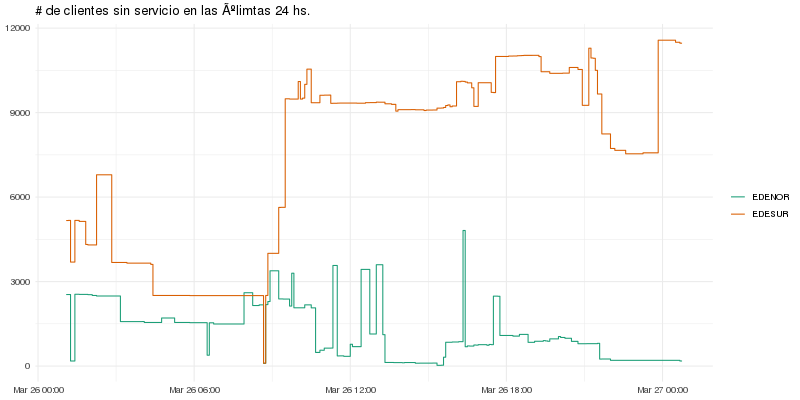 # de clientes sin servicio en las Ãºlimtas 24 hs.
12000
9000
6000
3000
0
Mar 26 00:00
Mar 26 06:00
Mar 26 12:00
Mar 26 18:00
Mar 27 00:00
EDENOR
EDESUR